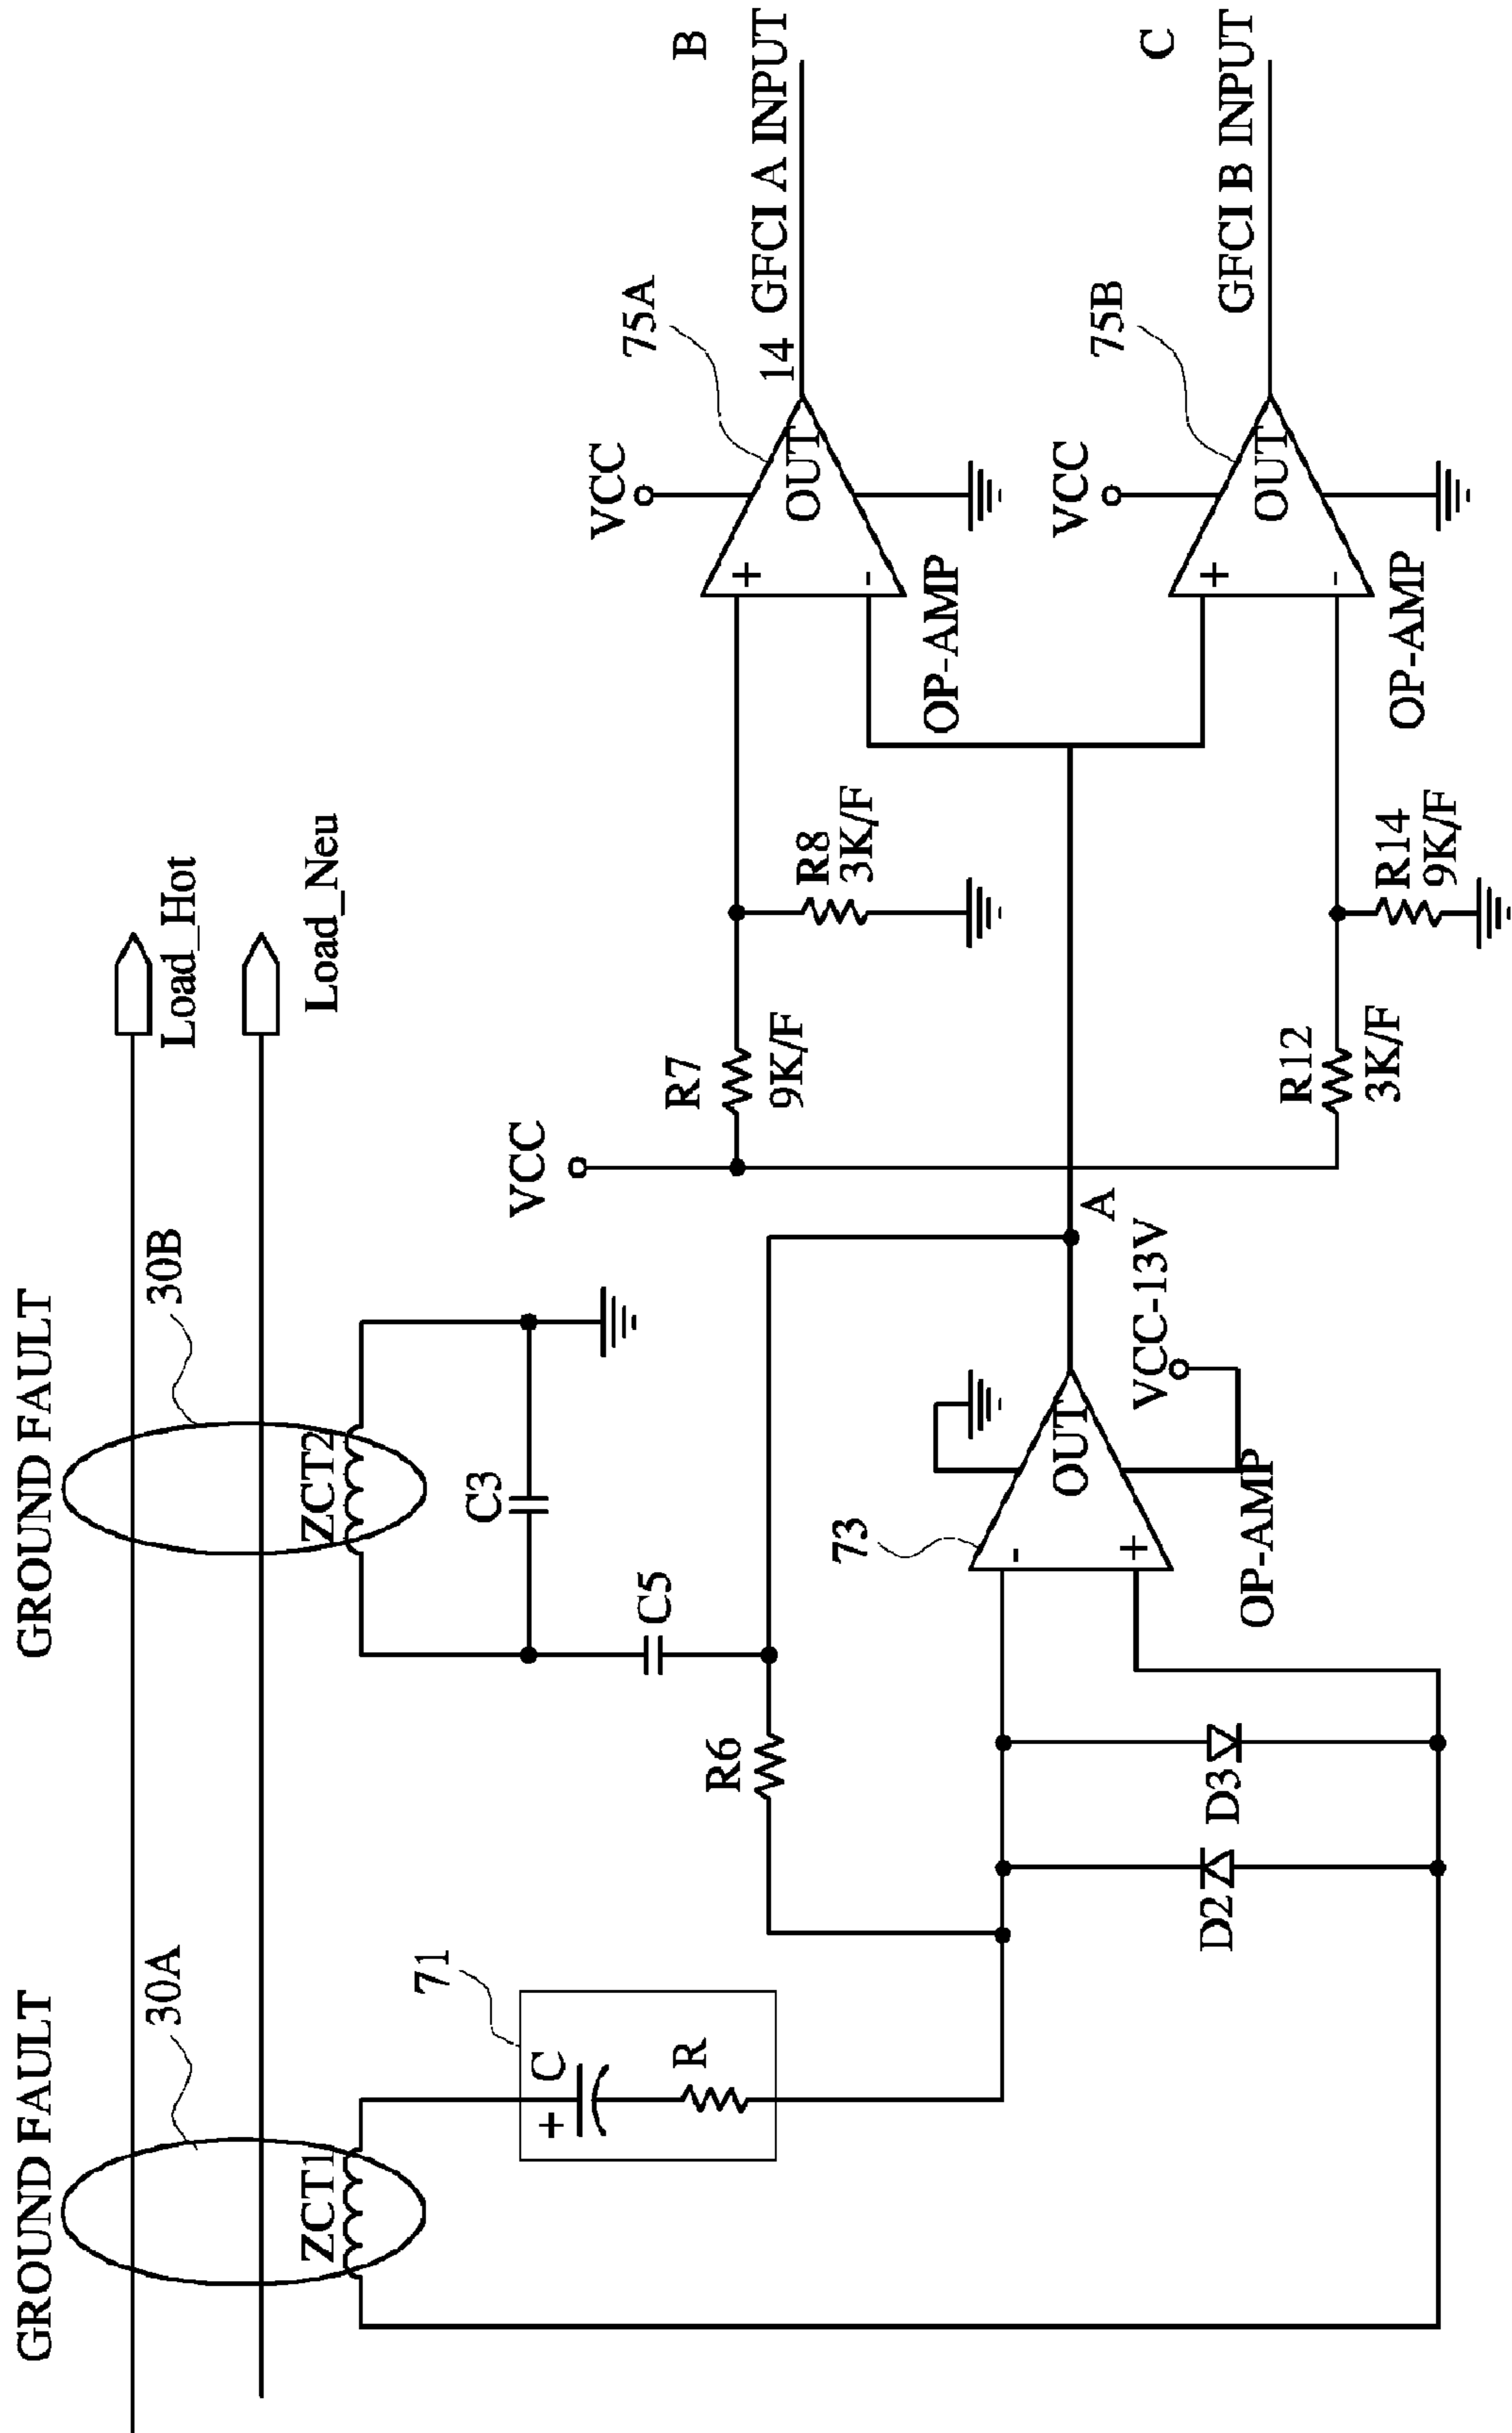 GROUND FAULT
GROUND FAULT
30A
30B
Load_Hot
Load_Neu
ZCT1
ZCT2
C3
C5
71
+
C
R
R6
VCC
R7
9K/F
R8
3K/F
VCC
75A
B
+
-
OUT
14
GFCI A INPUT
OP-AMP
73
-
+
OUT
A
VCC-13V
OP-AMP
D2
D3
R12
3K/F
R14
9K/F
VCC
75B
C
+
-
OUT
GFCI B INPUT
OP-AMP